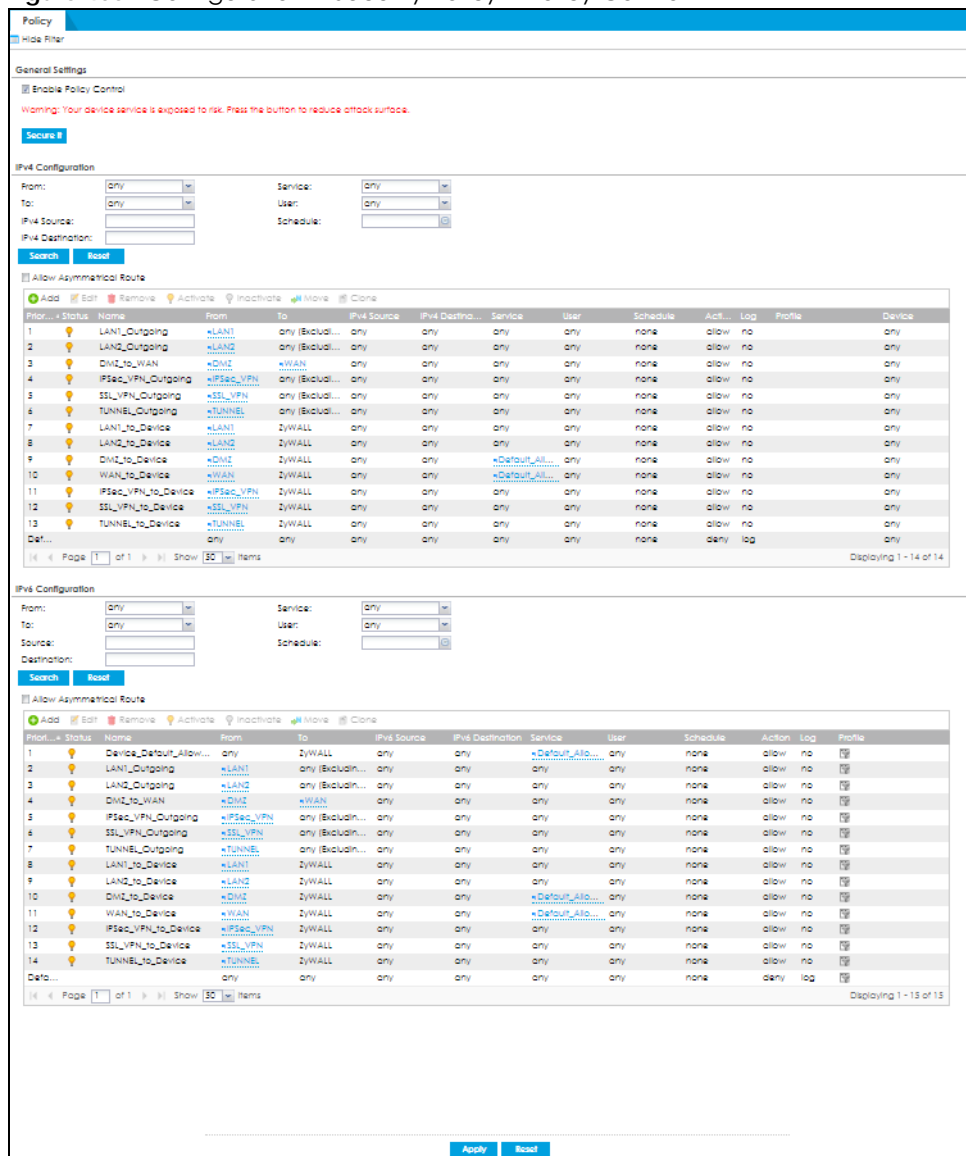 Policy
Hide Filter
General Settings
Enable Policy Control
Warning: Your device service is exposed to risk. Press the button to reduce attack surface.
Secure It
IPv4 Configuration
From: any Service: any
To: any User: any
IPv4 Source: Schedule:
IPv4 Destination:
Search Reset
Allow Asymmetrical Route
Add Edit Remove Activate Inactivate Move Clone
Prior... Status Name From To IPv4 Source IPv4 Destina... Service User Schedule Acti... Log Profile Device
1 LAN1_Outgoing LAN1 any (Excludi... any any any any none allow no any
2 LAN2_Outgoing LAN2 any (Excludi... any any any any none allow no any
3 DMZ_to_WAN DMZ WAN any any any any none allow no any
4 IPSec_VPN_Outgoing IPSec_VPN any (Excludi... any any any any none allow no any
5 SSL_VPN_Outgoing SSL_VPN any (Excludi... any any any any none allow no any
6 TUNNEL_Outgoing TUNNEL any (Excludi... any any any any none allow no any
7 LAN1_to_Device LAN1 ZyWALL any any any any none allow no any
8 LAN2_to_Device LAN2 ZyWALL any any any any none allow no any
9 DMZ_to_Device DMZ ZyWALL any any Default_All... any none allow no any
10 WAN_to_Device WAN ZyWALL any any Default_All... any none allow no any
11 IPSec_VPN_to_Device IPSec_VPN ZyWALL any any any any none allow no any
12 SSL_VPN_to_Device SSL_VPN ZyWALL any any any any none allow no any
13 TUNNEL_to_Device TUNNEL ZyWALL any any any any none allow no any
Def... any any any any any any none deny log any
Page 1 of 1 Show 50 items Displaying 1 - 14 of 14
IPv6 Configuration
From: any Service: any
To: any User: any
Source: Schedule:
Destination:
Search Reset
Allow Asymmetrical Route
Add Edit Remove Activate Inactivate Move Clone
Priori... Status Name From To IPv6 Source IPv6 Destination Service User Schedule Action Log Profile
1 Device_Default_Allow... any ZyWALL any any Default_Allo... any none allow no
2 LAN1_Outgoing LAN1 any (Excludin... any any any any none allow no
3 LAN2_Outgoing LAN2 any (Excludin... any any any any none allow no
4 DMZ_to_WAN DMZ WAN any any any any none allow no
5 IPSec_VPN_Outgoing IPSec_VPN any (Excludin... any any any any none allow no
6 SSL_VPN_Outgoing SSL_VPN any (Excludin... any any any any none allow no
7 TUNNEL_Outgoing TUNNEL any (Excludin... any any any any none allow no
8 LAN1_to_Device LAN1 ZyWALL any any any any none allow no
9 LAN2_to_Device LAN2 ZyWALL any any any any none allow no
10 DMZ_to_Device DMZ ZyWALL any any Default_Allo... any none allow no
11 WAN_to_Device WAN ZyWALL any any Default_Allo... any none allow no
12 IPSec_VPN_to_Device IPSec_VPN ZyWALL any any any any none allow no
13 SSL_VPN_to_Device SSL_VPN ZyWALL any any any any none allow no
14 TUNNEL_to_Device TUNNEL ZyWALL any any any any none allow no
Defa... any any any any any any none deny log
Page 1 of 1 Show 50 items Displaying 1 - 15 of 15
Apply Reset